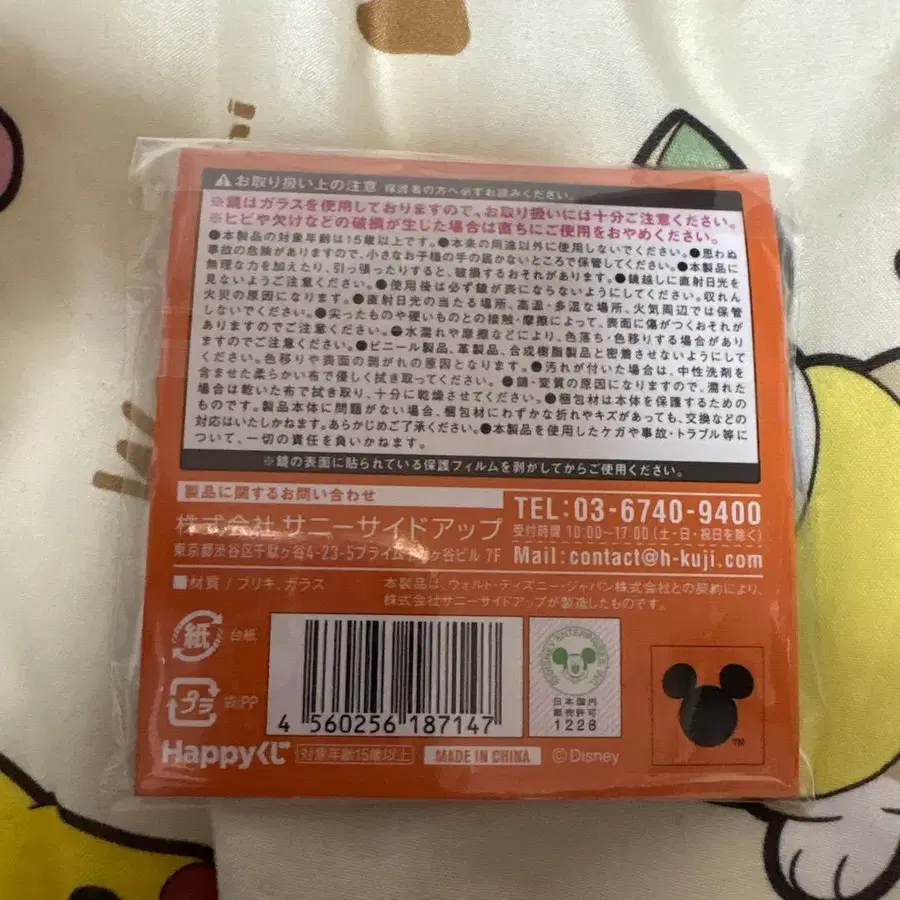 お取り扱い上の注意 保護者の方へ必ずお読みください。
※鏡はガラスを使用しておりますので、お取り扱いには十分ご注意ください。
※ヒビや欠けなどの破損が生じた場合は直ちにご使用をおやめください。
●本製品の対象年齢は15歳以上です。●本来の用途以外に使用しないでください。●思わぬ
事故の危険がありますので、小さなお子様の手の届かないところで保管してください。●本製品に
無理な力を加えたり、引っ張ったりすると、破損するおそれがあります。●鏡越しに直射日光を
見ないようご注意ください。●使用後は必ず鏡が表にならないようにしてください。収れん
火災の原因になります。●直射日光の当たる場所、高温・多湿な場所、火気周辺では保管
しないでください。●尖ったものや硬いものとの接触・摩擦によって、表面に傷がつくおそれが
ありますのでご注意ください。●水濡れや摩擦などにより、色落ち・色移りする場合があり
ますのでご注意ください。●ビニール製品、革製品、合成樹脂製品と密着させないようにして
ください。色移りや表面の剥がれの原因となります。●汚れが付いた場合は、中性洗剤を
含ませた柔らかい布で優しく拭き取ってください。●錆・変質の原因になりますので、濡れた
場合は乾いた布で拭き取り、十分に乾燥させてください。●梱包材は本体を保護するための
ものです。製品本体に問題がない場合、梱包材にわずかな折れやキズがあっても、交換などの
対応はいたしかねます。あらかじめご了承ください。●本製品を使用したケガや事故・トラブル等に
ついて、一切の責任を負いかねます。
※鏡の表面に貼られている保護フィルムを剥がしてからご使用ください。
製品に関するお問い合わせ
株式会社 サニーサイドアップ
東京都渋谷区千駄ヶ谷4-23-5プライム千駄ヶ谷ビル 7F
TEL:03-6740-9400
受付時間 10:00~17:00(土・日・祝日を除く)
Mail:contact@h-kuji.com
■材質/ブリキ、ガラス
本製品は、ウォルト・ディズニー・ジャパン株式会社との契約により、
株式会社サニーサイドアップが製造したものです。
紙 台紙
プラ 袋:PP
4 560256 187147
DISNEY ENTERPRISES, INC.
日本国内
販売許可
1228
TM
Happyくじ
対象年齢15歳以上
MADE IN CHINA
©Disney